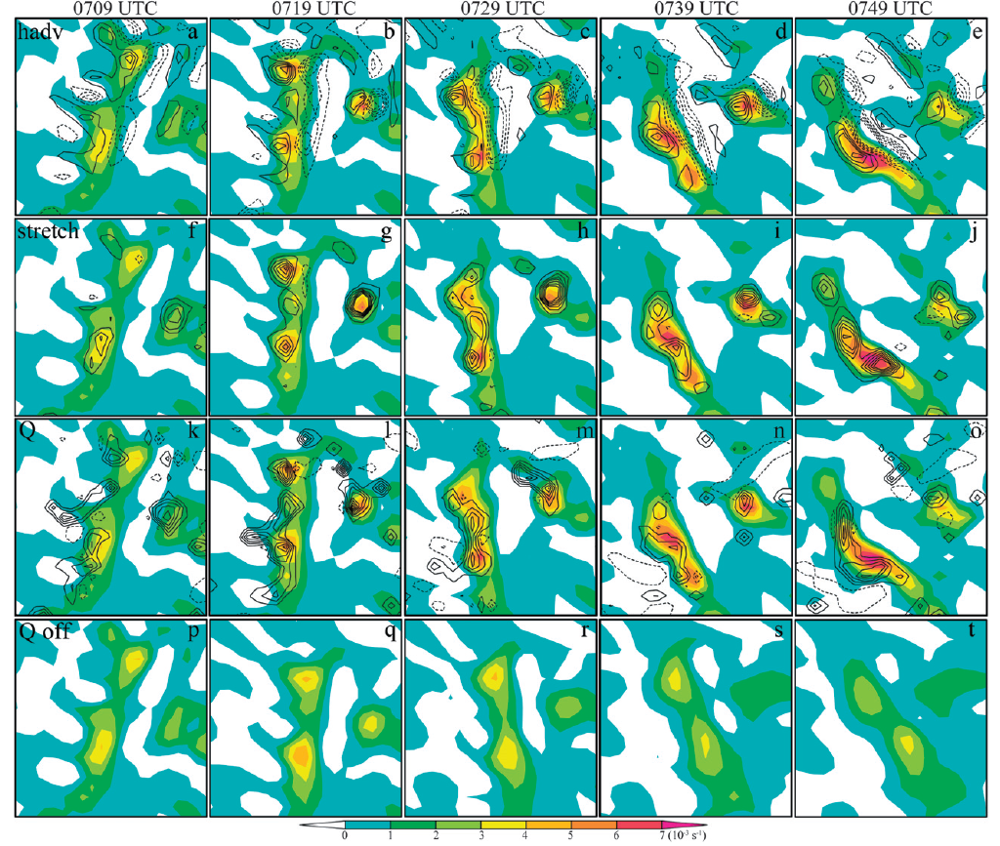 0709 UTC 0719 UTC 0729 UTC 0739 UTC 0749 UTC
hadv a b c d e
stretch f g h i j
Q k l m n o
Q off p q r s t
0 1 2 3 4 5 6 7 (10⁻³ s⁻¹)